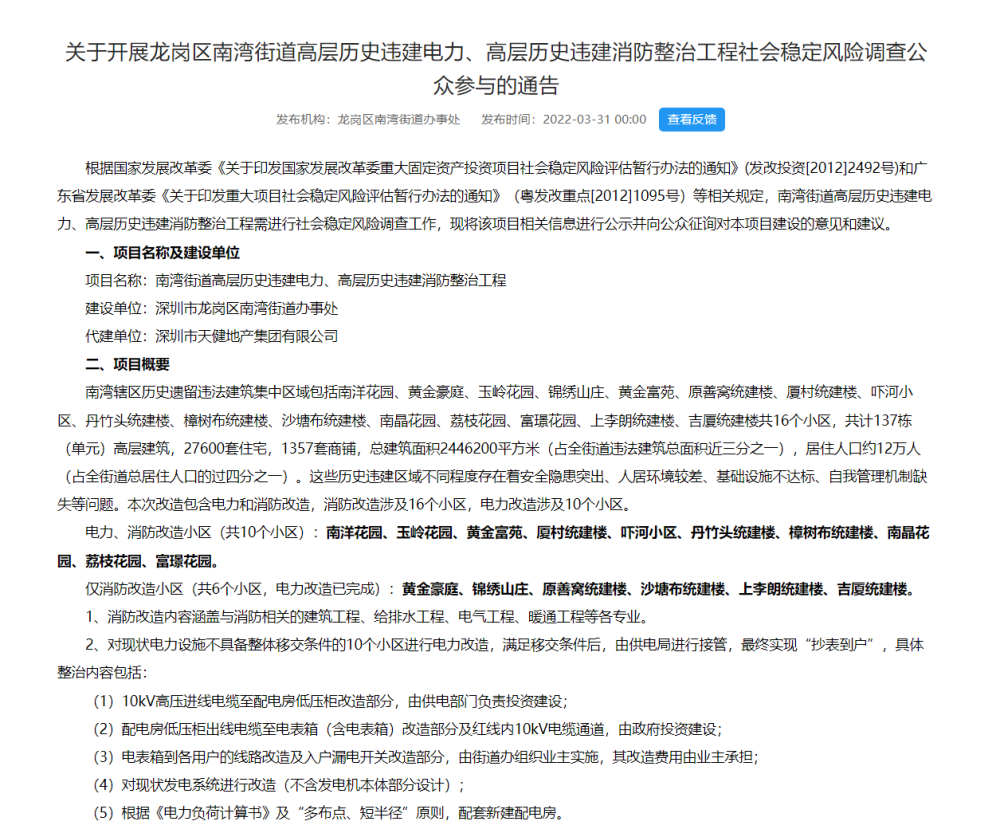 关于开展龙岗区南湾街道高层历史违建电力、高层历史违建消防整治工程社会稳定风险调查公
众参与的通告
发布机构：龙岗区南湾街道办事处 发布时间：2022-03-31 00:00 查看反馈
根据国家发展改革委《关于印发国家发展改革委重大固定资产投资项目社会稳定风险评估暂行办法的通知》(发改投资[2012]2492号)和广
东省发展改革委《关于印发重大项目社会稳定风险评估暂行办法的通知》（粤发改重点[2012]1095号）等相关规定，南湾街道高层历史违建电
力、高层历史违建消防整治工程需进行社会稳定风险调查工作，现将该项目相关信息进行公示并向公众征询对本项目建设的意见和建议。
一、项目名称及建设单位
项目名称：南湾街道高层历史违建电力、高层历史违建消防整治工程
建设单位：深圳市龙岗区南湾街道办事处
代建单位：深圳市天健地产集团有限公司
二、项目概要
南湾辖区历史遗留违法建筑集中区域包括南洋花园、黄金豪庭、玉岭花园、锦绣山庄、黄金富苑、原善窝统建楼、厦村统建楼、吓河小
区、丹竹头统建楼、樟树布统建楼、沙塘布统建楼、南晶花园、荔枝花园、富璟花园、上李朗统建楼、吉厦统建楼共16个小区，共计137栋
（单元）高层建筑，27600套住宅，1357套商铺，总建筑面积2446200平方米（占全街道违法建筑总面积近三分之一），居住人口约12万人
（占全街道总居住人口的过四分之一）。这些历史违建区域不同程度存在着安全隐患突出、人居环境较差、基础设施不达标、自我管理机制缺
失等问题。本次改造包含电力和消防改造，消防改造涉及16个小区，电力改造涉及10个小区。
电力、消防改造小区（共10个小区）：南洋花园、玉岭花园、黄金富苑、厦村统建楼、吓河小区、丹竹头统建楼、樟树布统建楼、南晶花
园、荔枝花园、富璟花园。
仅消防改造小区（共6个小区，电力改造已完成）：黄金豪庭、锦绣山庄、原善窝统建楼、沙塘布统建楼、上李朗统建楼、吉厦统建楼。
1、消防改造内容涵盖与消防相关的建筑工程、给排水工程、电气工程、暖通工程等各专业。
2、对现状电力设施不具备整体移交条件的10个小区进行电力改造，满足移交条件后，由供电局进行接管，最终实现“抄表到户”，具体
整治内容包括：
（1）10kV高压进线电缆至配电房低压柜改造部分，由供电部门负责投资建设；
（2）配电房低压柜出线电缆至电表箱（含电表箱）改造部分及红线内10kV电缆通道，由政府投资建设；
（3）电表箱到各用户的线路改造及入户漏电开关改造部分，由街道办组织业主实施，其改造费用由业主承担；
（4）对现状发电系统进行改造（不含发电机本体部分设计）；
（5）根据《电力负荷计算书》及“多布点、短半径”原则，配套新建配电房。